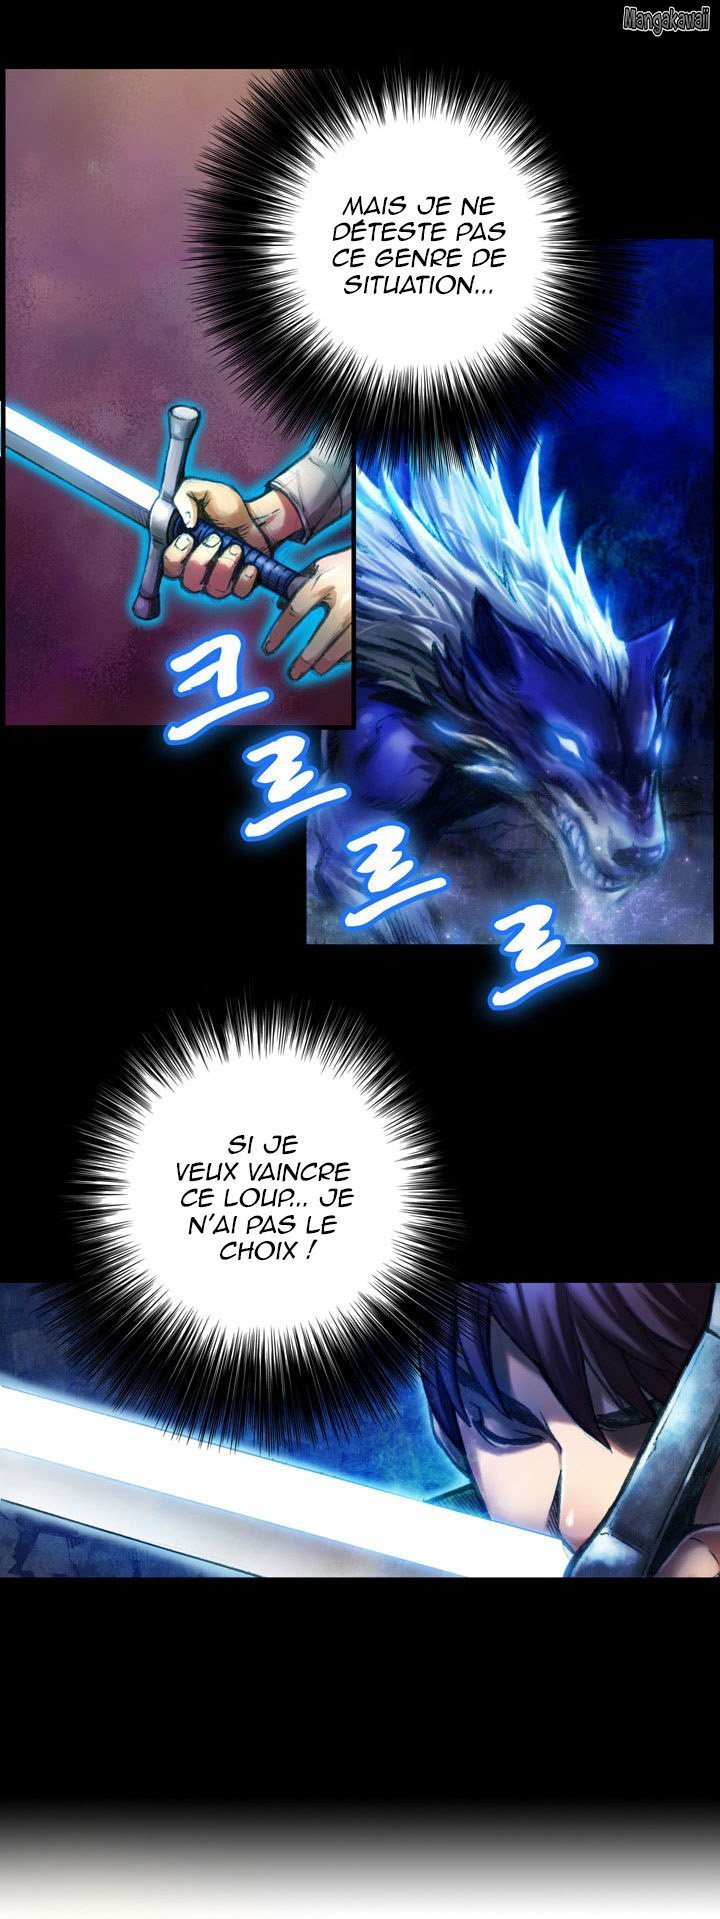 Mangakawaii
MAIS JE NE
DÉTESTE PAS
CE GENRE DE
SITUATION...
크
르
르
르
SI JE
VEUX VAINCRE
CE LOUP... JE
N'AI PAS LE
CHOIX !